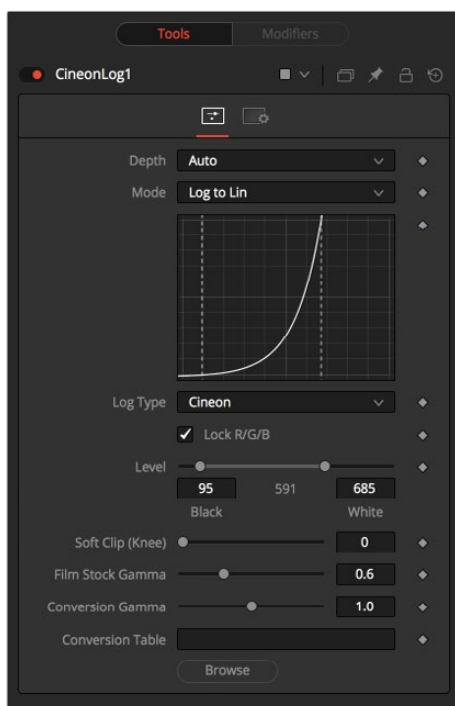 Tools Modifiers
CineonLog1
Depth Auto
Mode Log to Lin
Log Type Cineon
Lock R/G/B
Level
95 591 685
Black White
Soft Clip (Knee) 0
Film Stock Gamma 0.6
Conversion Gamma 1.0
Conversion Table
Browse